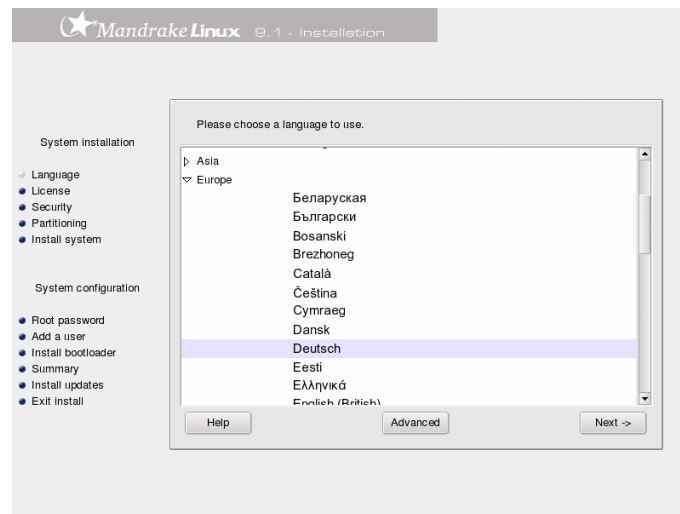 Mandrake Linux 9.1 - Installation
Please choose a language to use.
System installation
Language
License
Security
Partitioning
Install system
System configuration
Root password
Add a user
Install bootloader
Summary
Install updates
Exit install
Asia
Europe
Беларуская
Български
Bosanski
Brezhoneg
Català
Čeština
Cymraeg
Dansk
Deutsch
Eesti
Ελληνικά
English (British)
Help
Advanced
Next ->